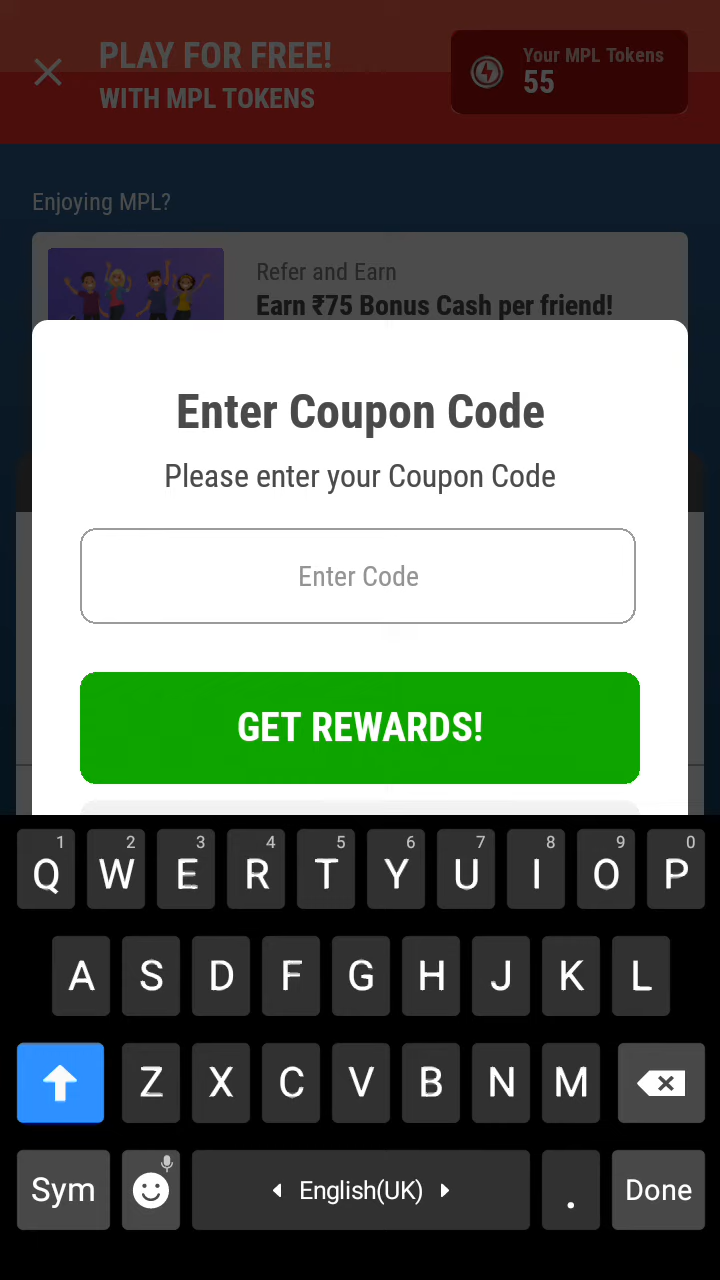 PLAY FOR FREE!
WITH MPL TOKENS
Your MPL Tokens
55
Enjoying MPL?
Refer and Earn
Earn ₹75 Bonus Cash per friend!
Enter Coupon Code
Please enter your Coupon Code
Enter Code
GET REWARDS!
1 2 3 4 5 6 7 8 9 0
Q W E R T Y U I O P
A S D F G H J K L
Z X C V B N M
Sym English(UK) . Done